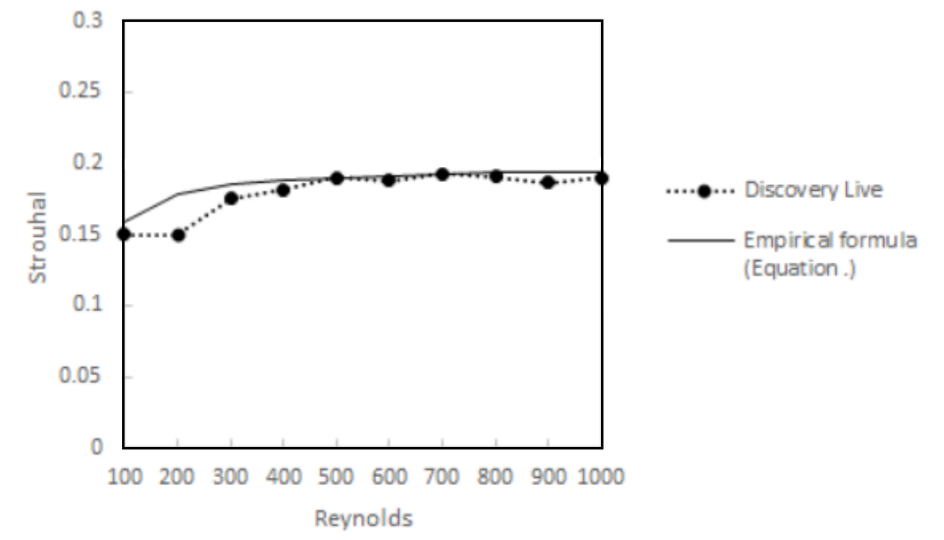 0.3
0.25
0.2
0.15
0.1
0.05
0
Strouhal
100 200 300 400 500 600 700 800 900 1000
Reynolds
Discovery Live
Empirical formula
(Equation .)